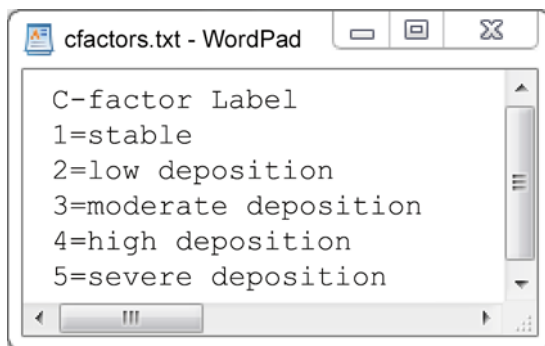 cfactors.txt - WordPad
C-factor Label
1=stable
2=low deposition
3=moderate deposition
4=high deposition
5=severe deposition